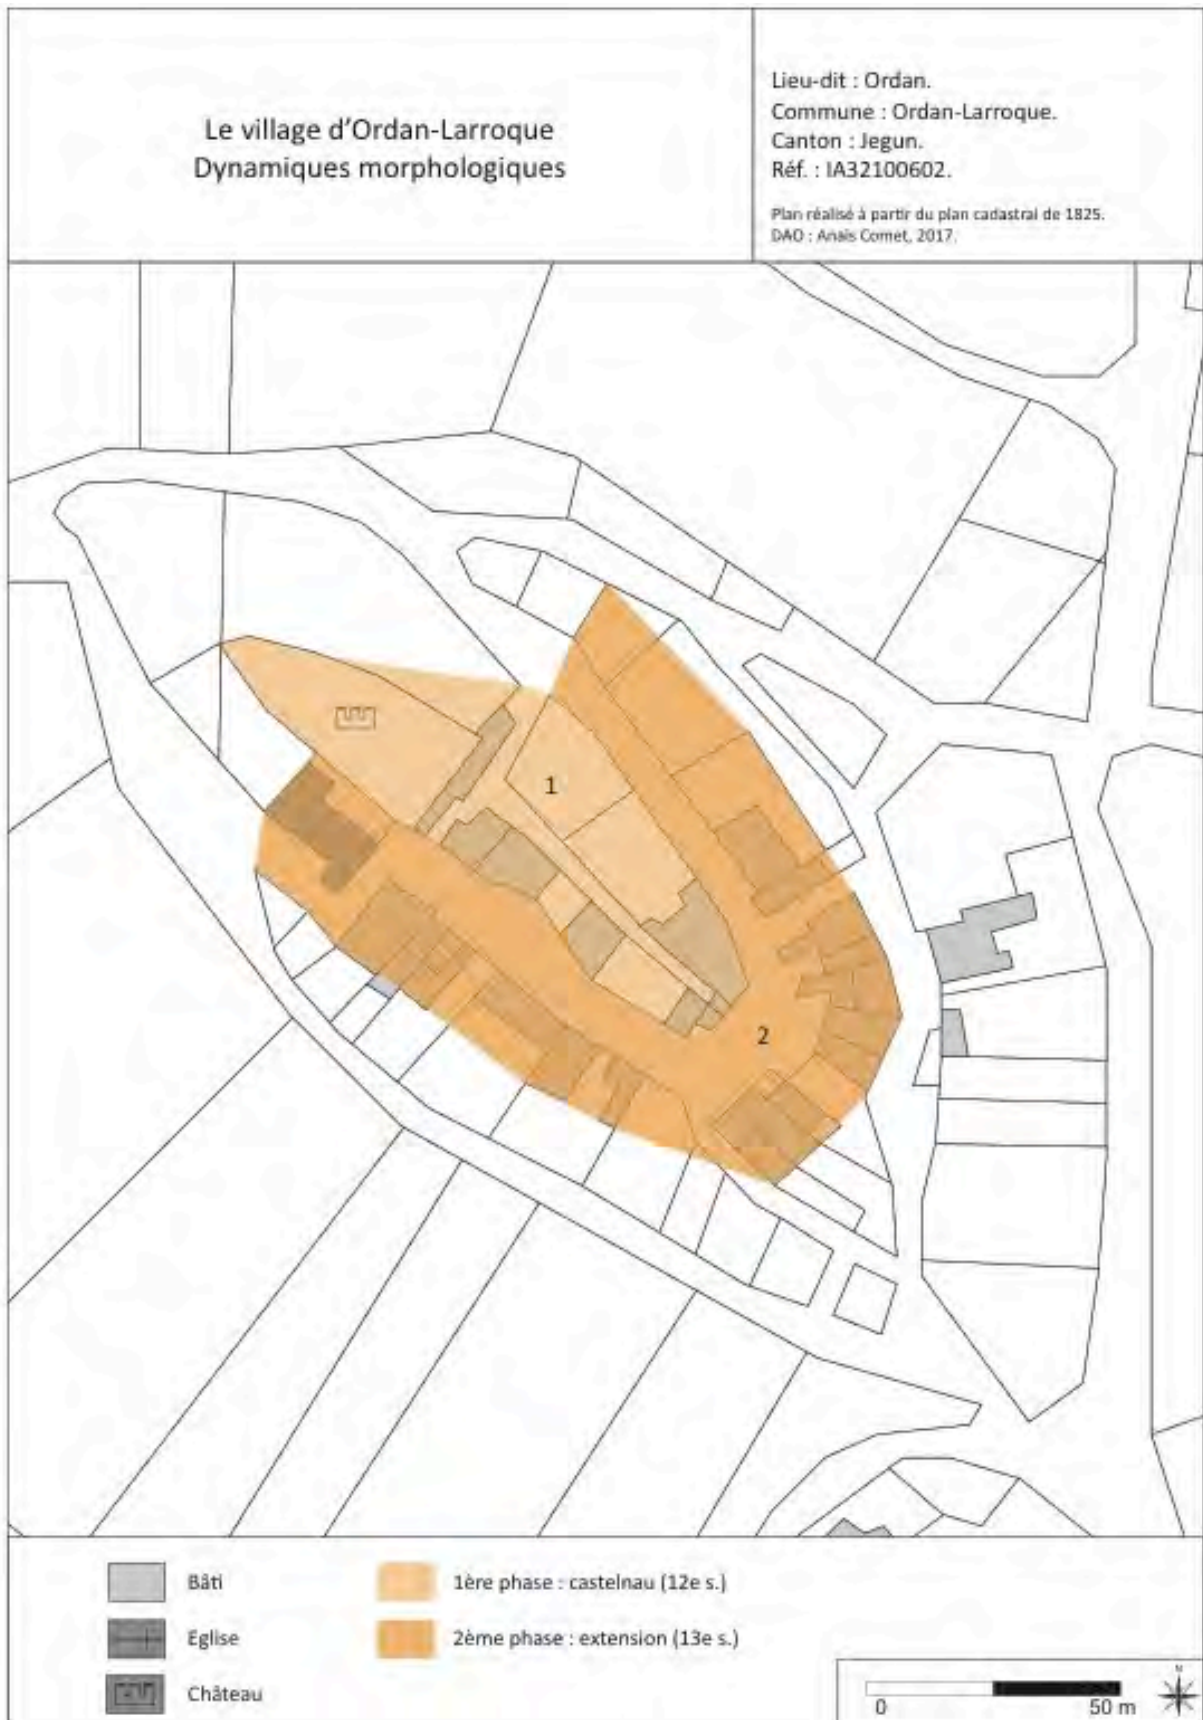 Le village d'Ordan-Larroque
Dynamiques morphologiques
Lieu-dit : Ordan.
Commune : Ordan-Larroque.
Canton : Jegun.
Réf. : IA32100602.
Plan réalisé à partir du plan cadastral de 1825.
DAO : Anaïs Comet, 2017.
1
2
Bâti
Eglise
Château
1ère phase : castelnau (12e s.)
2ème phase : extension (13e s.)
0
50 m
N